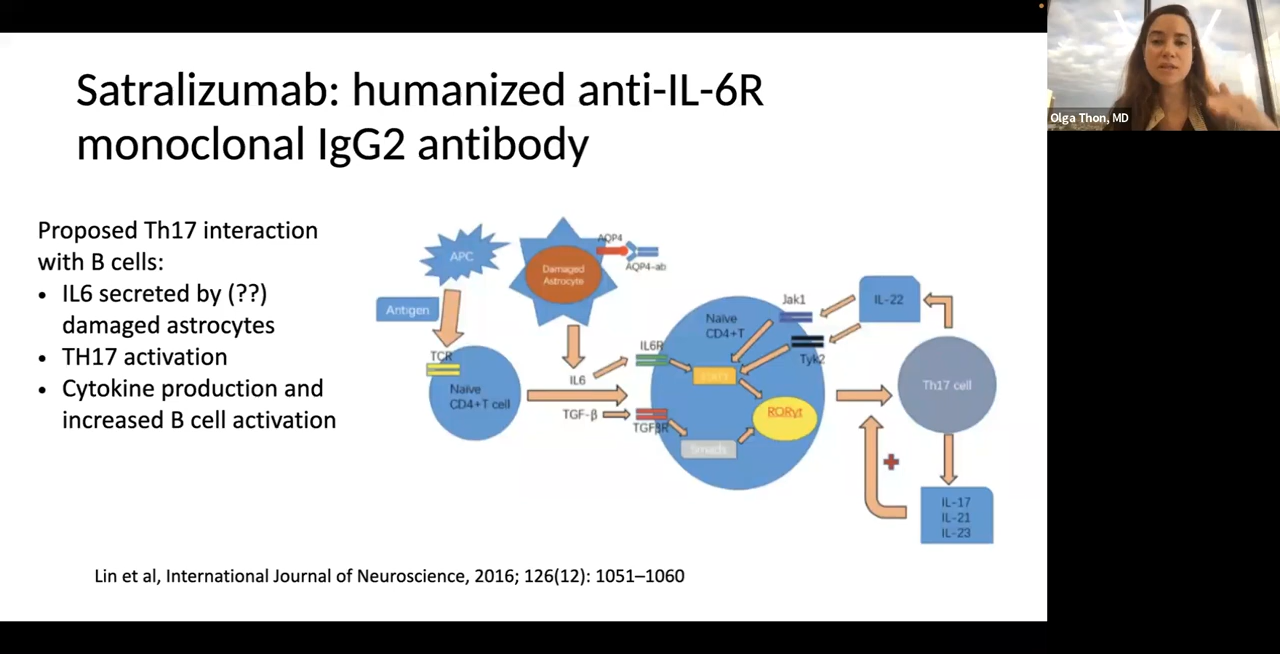 Satralizumab: humanized anti-IL-6R
monoclonal IgG2 antibody
Olga Thon, MD
Proposed Th17 interaction
with B cells:
• IL6 secreted by (??)
damaged astrocytes
• TH17 activation
• Cytokine production and
increased B cell activation
APC
Antigen
TCR
Naive
CD4+T cell
Damaged
Astrocyte
AQP4
AQP4-ab
IL6
TGF-β
IL6R
TGFβR
Naive
CD4+T
Jak1
Tyk2
Smads
RORγt
IL-22
Th17 cell
IL-17
IL-21
IL-23
Lin et al, International Journal of Neuroscience, 2016; 126(12): 1051–1060